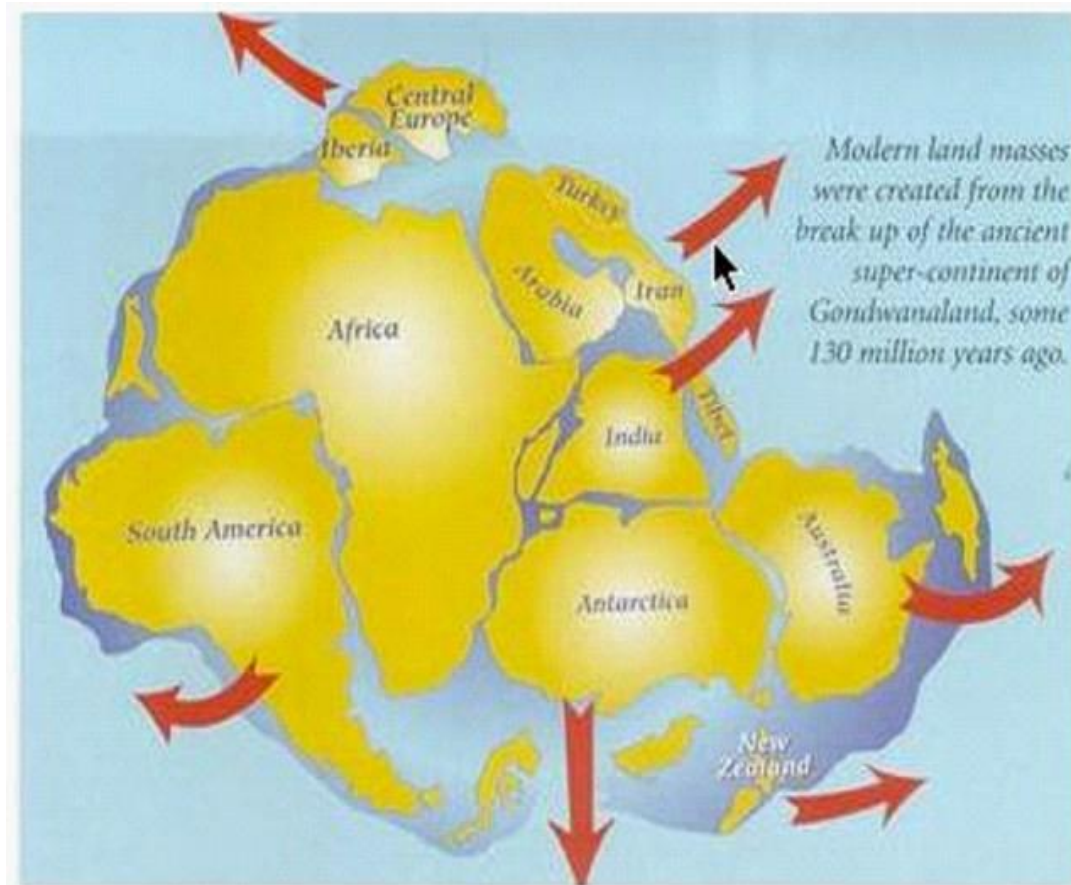 Central
Europe
Iberia
Turkey
Modern land masses
were created from the
break up of the ancient
super-continent of
Gondwanaland, some
130 million years ago.
Arabia
Iran
Africa
Tibet
India
South America
Australia
Antarctica
New
Zealand